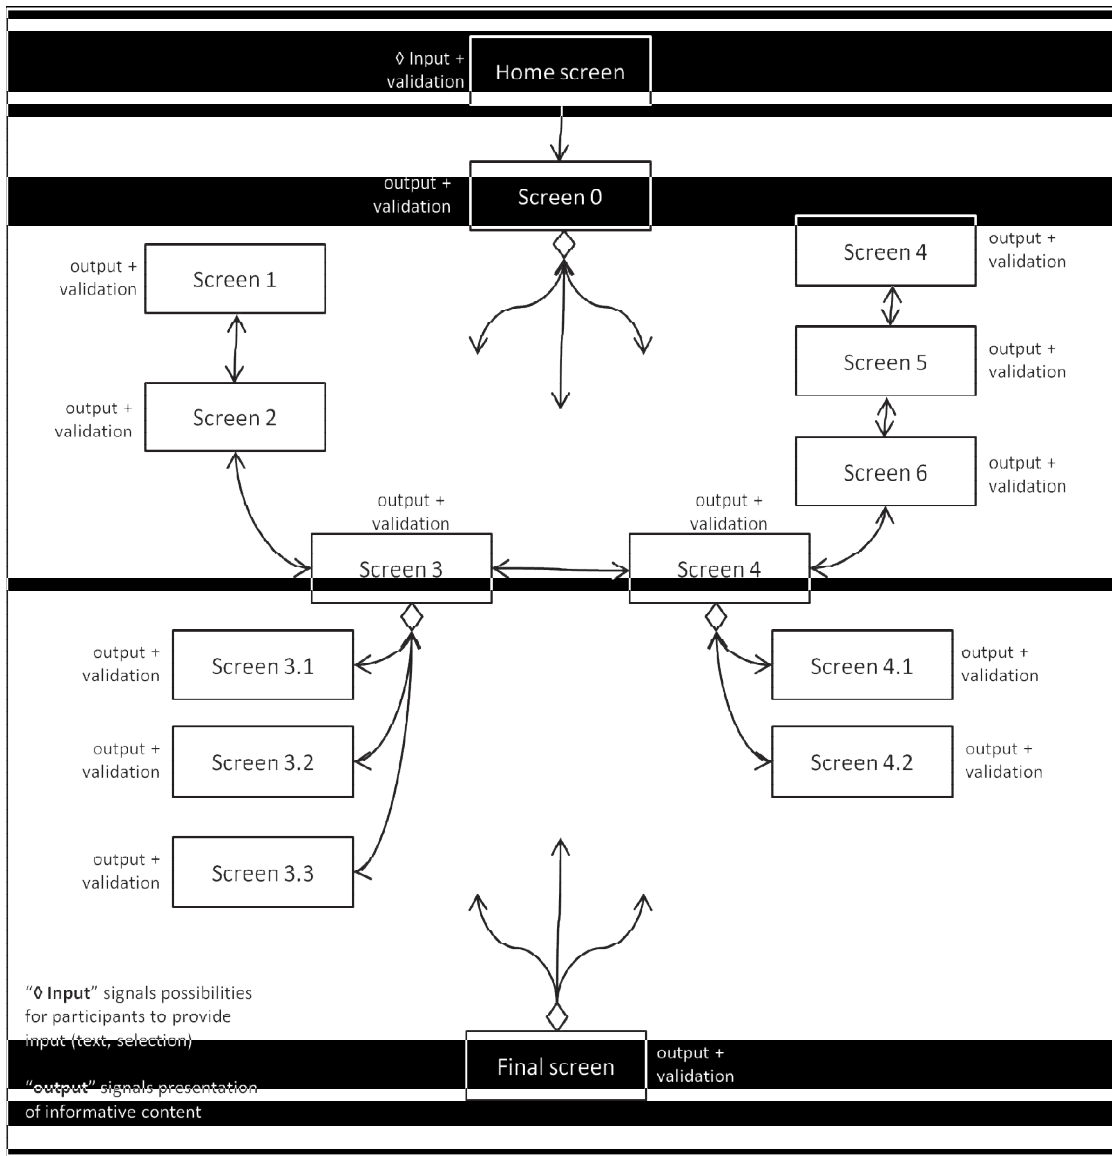 ◊ Input +
validation
Home screen
output +
validation
Screen 0
output +
validation
Screen 1
Screen 4
output +
validation
output +
validation
Screen 2
Screen 5
output +
validation
Screen 6
output +
validation
output +
validation
Screen 3
output +
validation
Screen 4
output +
validation
Screen 3.1
Screen 4.1
output +
validation
output +
validation
Screen 3.2
Screen 4.2
output +
validation
output +
validation
Screen 3.3
“◊ Input” signals possibilities
for participants to provide
input (text, selection)
“output” signals presentation
of informative content
Final screen
output +
validation